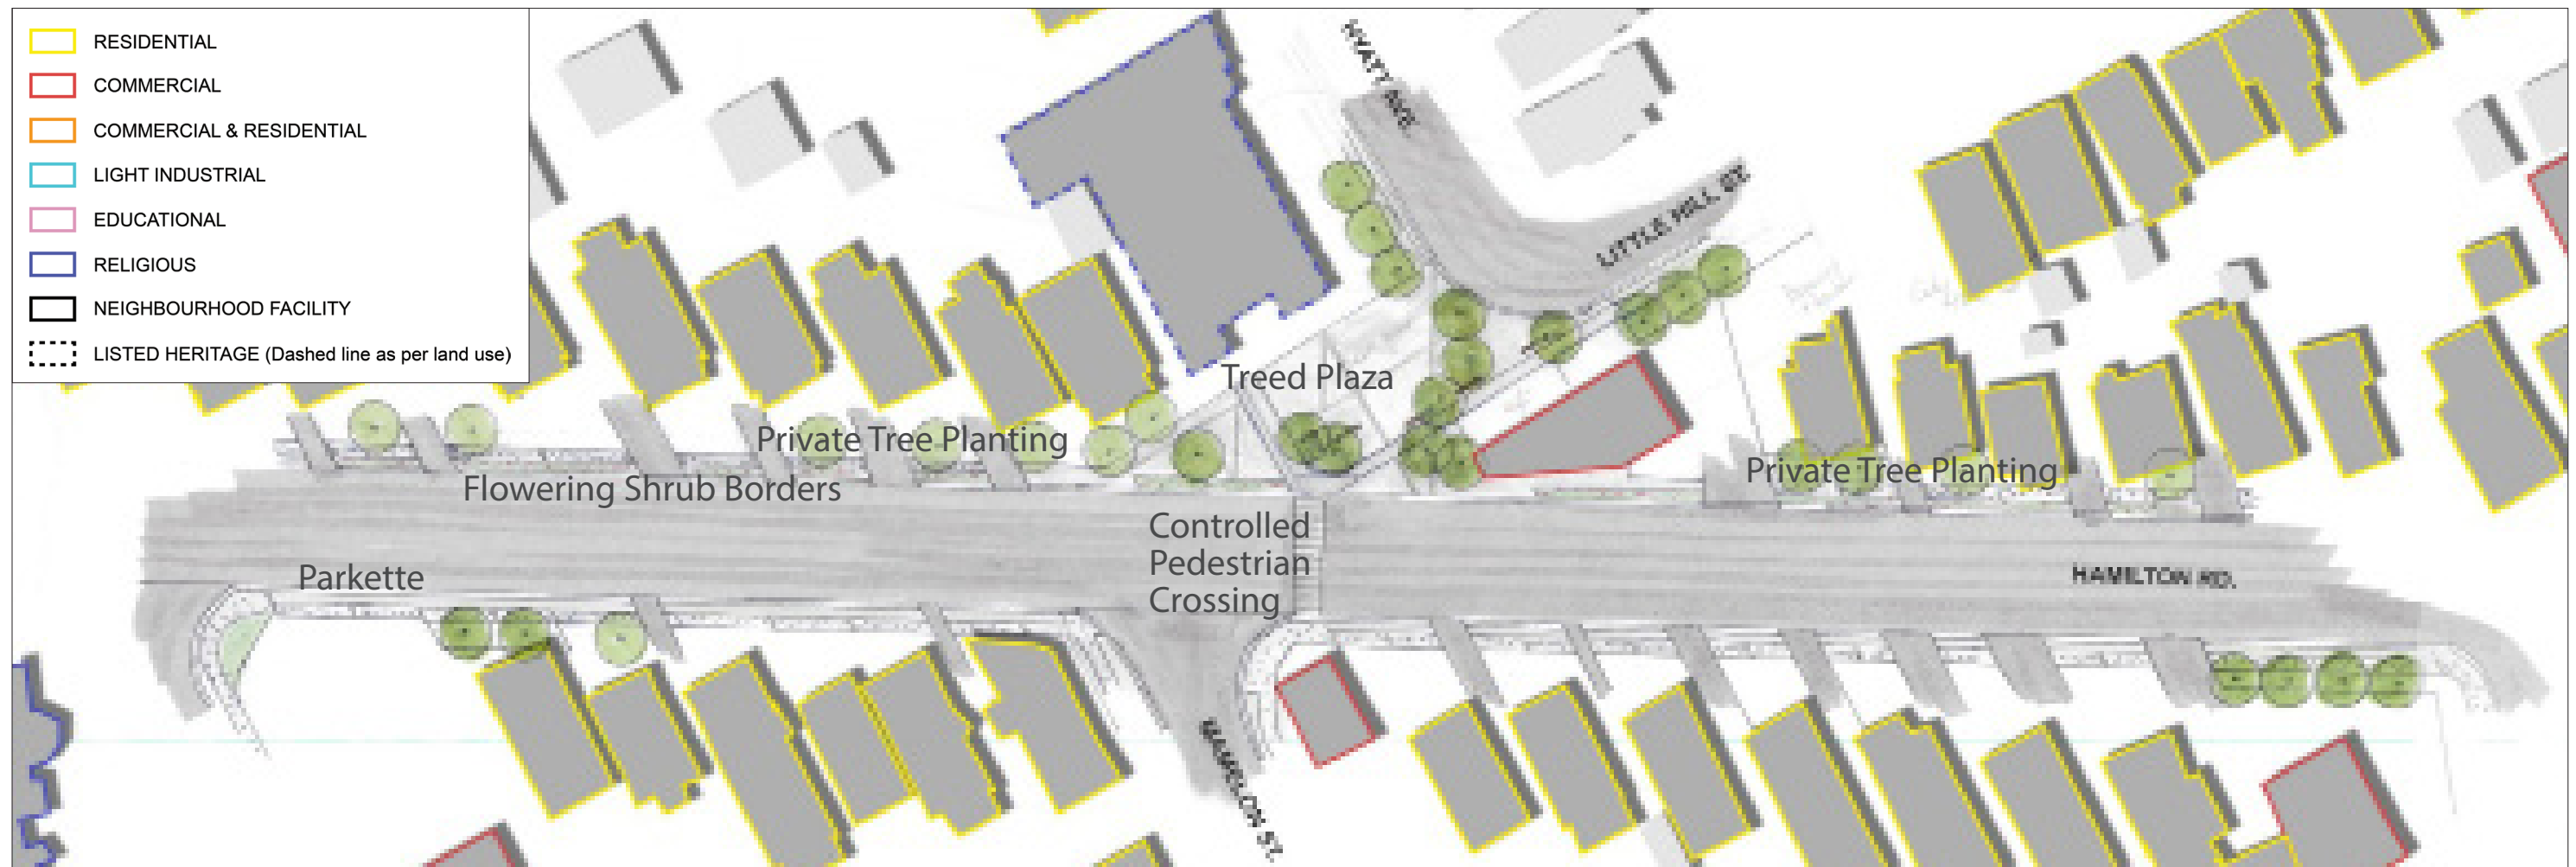 RESIDENTIAL
COMMERCIAL
COMMERCIAL & RESIDENTIAL
LIGHT INDUSTRIAL
EDUCATIONAL
RELIGIOUS
NEIGHBOURHOOD FACILITY
LISTED HERITAGE (Dashed line as per land use)
HYATT AVE.
LITTLE HILL ST.
Treed Plaza
Private Tree Planting
Private Tree Planting
Flowering Shrub Borders
Controlled
Pedestrian
Crossing
Parkette
HAMILTON RD.
MAMELON ST.